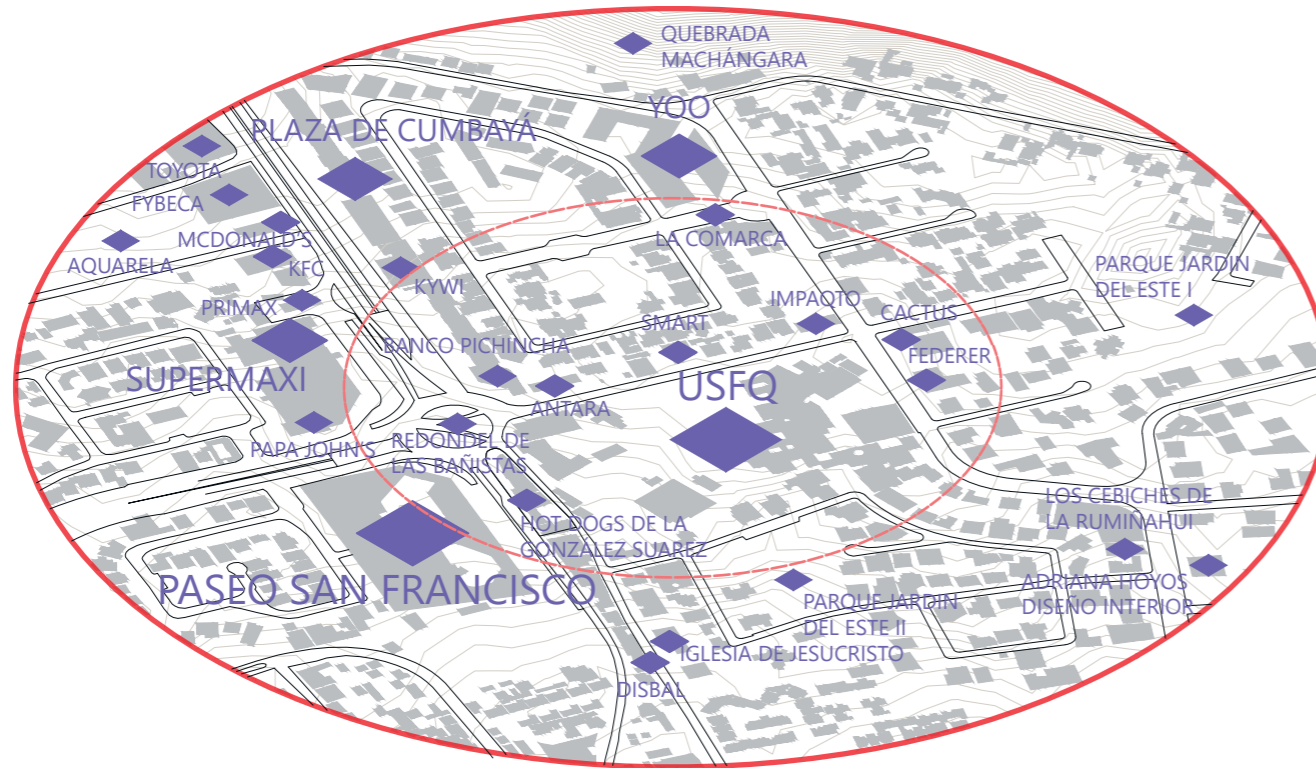 QUEBRADA
MACHÁNGARA
YOO
PLAZA DE CUMBAYÁ
TOYOTA
FYBECA
MCDONALD'S
AQUARELA
KFC
LA COMARCA
KYWI
PARQUE JARDIN
DEL ESTE I
PRIMAX
IMPAQTO
CACTUS
SMART
BANCO PICHINCHA
FEDERER
SUPERMAXI
USFQ
ANTARA
PAPA JOHN'S
REDONDEL DE
LAS BAÑISTAS
HOT DOGS DE LA
GONZÁLEZ SUAREZ
LOS CEBICHES DE
LA RUMINAHUI
PASEO SAN FRANCISCO
ADRIANA HOYOS
DISEÑO INTERIOR
PARQUE JARDIN
DEL ESTE II
IGLESIA DE JESUCRISTO
DISBAL